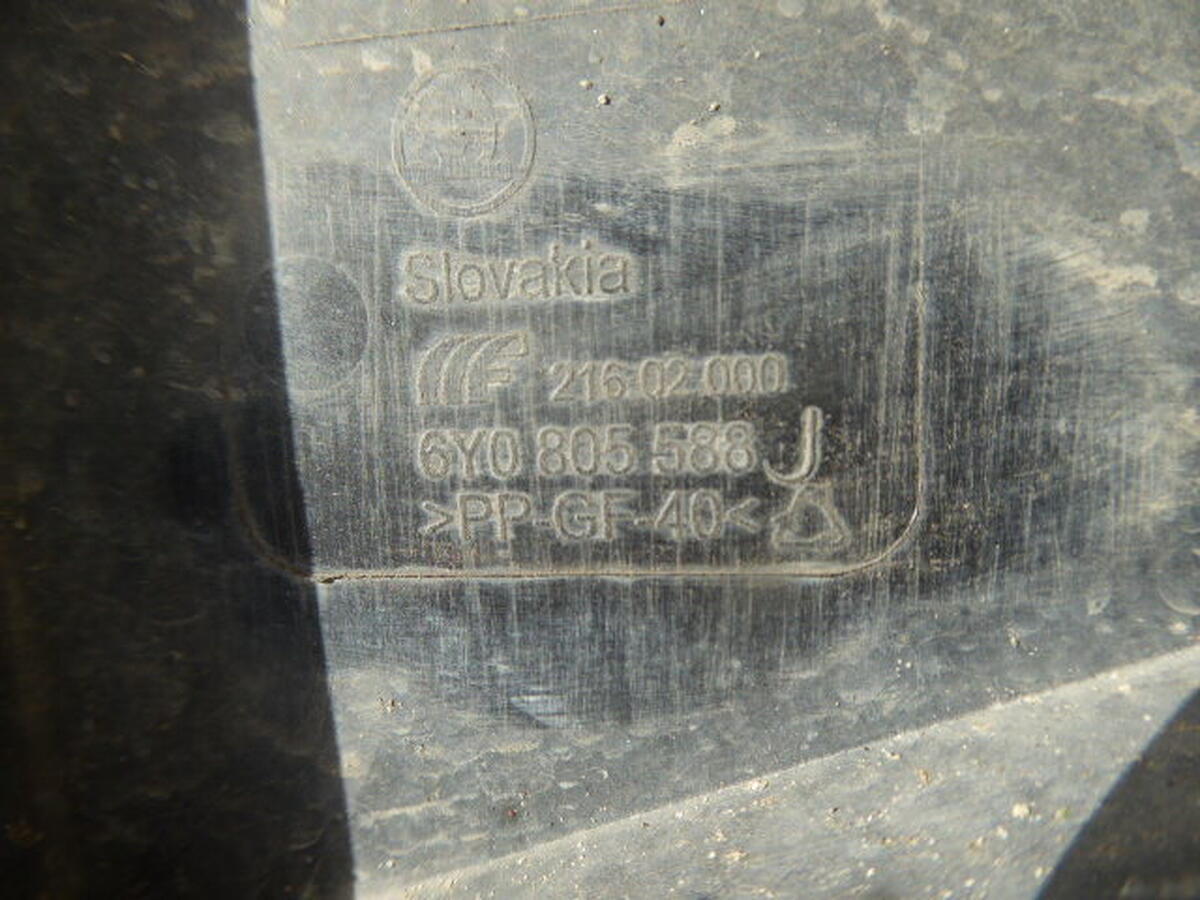 Slovakia
216.02.000
6Y0 805 588 J
>PP-GF-40<